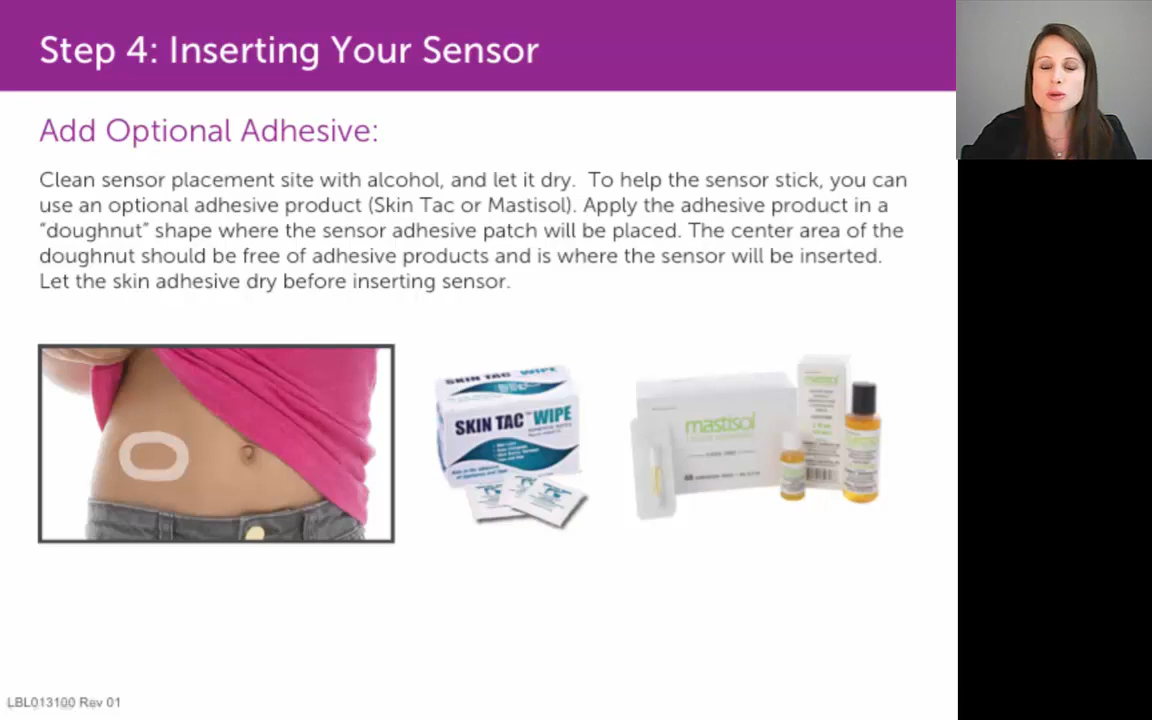 Step 4: Inserting Your Sensor
Add Optional Adhesive:
Clean sensor placement site with alcohol, and let it dry. To help the sensor stick, you can
use an optional adhesive product (Skin Tac or Mastisol). Apply the adhesive product in a
“doughnut” shape where the sensor adhesive patch will be placed. The center area of the
doughnut should be free of adhesive products and is where the sensor will be inserted.
Let the skin adhesive dry before inserting sensor.
SKIN TAC WIPE
SKIN TAC™ WIPE
mastisol
mastisol
LBL013100 Rev 01